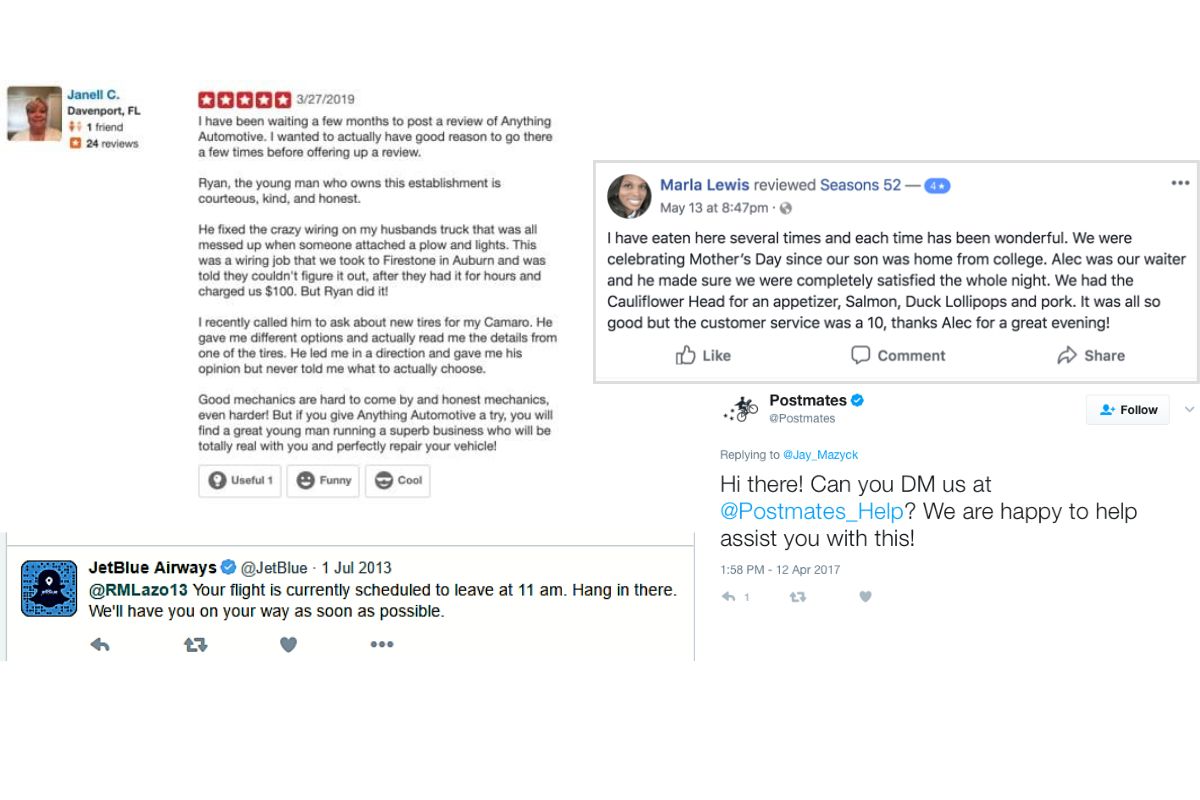 Janell C.
Davenport, FL
1 friend
24 reviews
3/27/2019
I have been waiting a few months to post a review of Anything
Automotive. I wanted to actually have good reason to go there
a few times before offering up a review.
Ryan, the young man who owns this establishment is
courteous, kind, and honest.
He fixed the crazy wiring on my husbands truck that was all
messed up when someone attached a plow and lights. This
was a wiring job that we took to Firestone in Auburn and was
told they couldn't figure it out, after they had it for hours and
charged us $100. But Ryan did it!
I recently called him to ask about new tires for my Camaro. He
gave me different options and actually read me the details from
one of the tires. He led me in a direction and gave me his
opinion but never told me what to actually choose.
Good mechanics are hard to come by and honest mechanics,
even harder! But if you give Anything Automotive a try, you will
find a great young man running a superb business who will be
totally real with you and perfectly repair your vehicle!
Useful 1 Funny Cool
Marla Lewis reviewed Seasons 52 — 4★
May 13 at 8:47pm ·
I have eaten here several times and each time has been wonderful. We were
celebrating Mother's Day since our son was home from college. Alec was our waiter
and he made sure we were completely satisfied the whole night. We had the
Cauliflower Head for an appetizer, Salmon, Duck Lollipops and pork. It was all so
good but the customer service was a 10, thanks Alec for a great evening!
Like Comment Share
Postmates
@Postmates
Follow
Replying to @Jay_Mazyck
Hi there! Can you DM us at
@Postmates_Help? We are happy to help
assist you with this!
1:58 PM - 12 Apr 2017
1
JetBlue Airways @JetBlue · 1 Jul 2013
@RMLazo13 Your flight is currently scheduled to leave at 11 am. Hang in there.
We'll have you on your way as soon as possible.
jetBlue